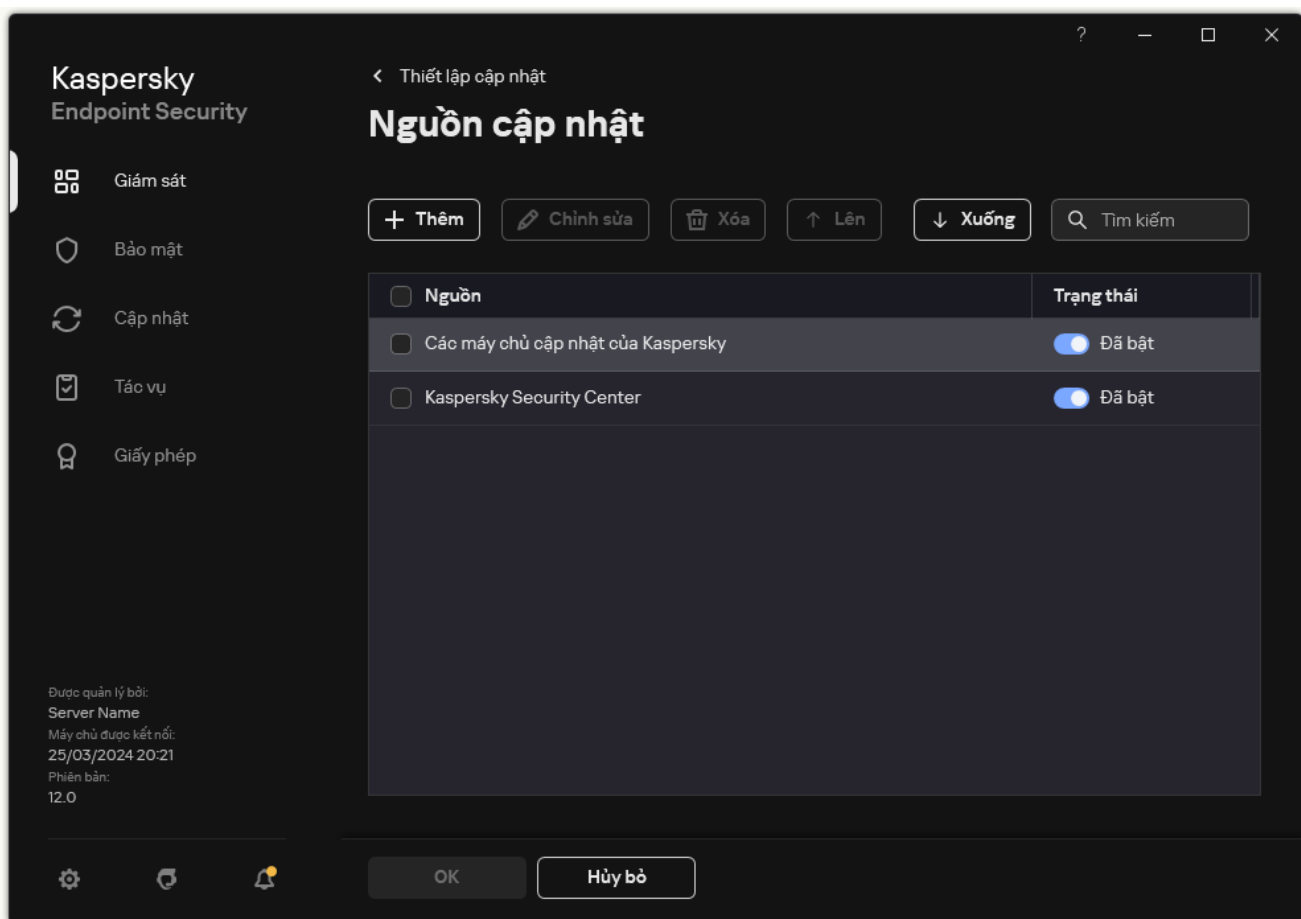 ?
Kaspersky
Endpoint Security
Thiết lập cập nhật
Nguồn cập nhật
Giám sát
Bảo mật
Cập nhật
Tác vụ
Giấy phép
Thêm
Chỉnh sửa
Xóa
Lên
Xuống
Tìm kiếm
Nguồn
Trạng thái
Các máy chủ cập nhật của Kaspersky
Đã bật
Kaspersky Security Center
Đã bật
Được quản lý bởi:
Server Name
Máy chủ được kết nối:
25/03/2024 20:21
Phiên bản:
12.0
OK
Hủy bỏ